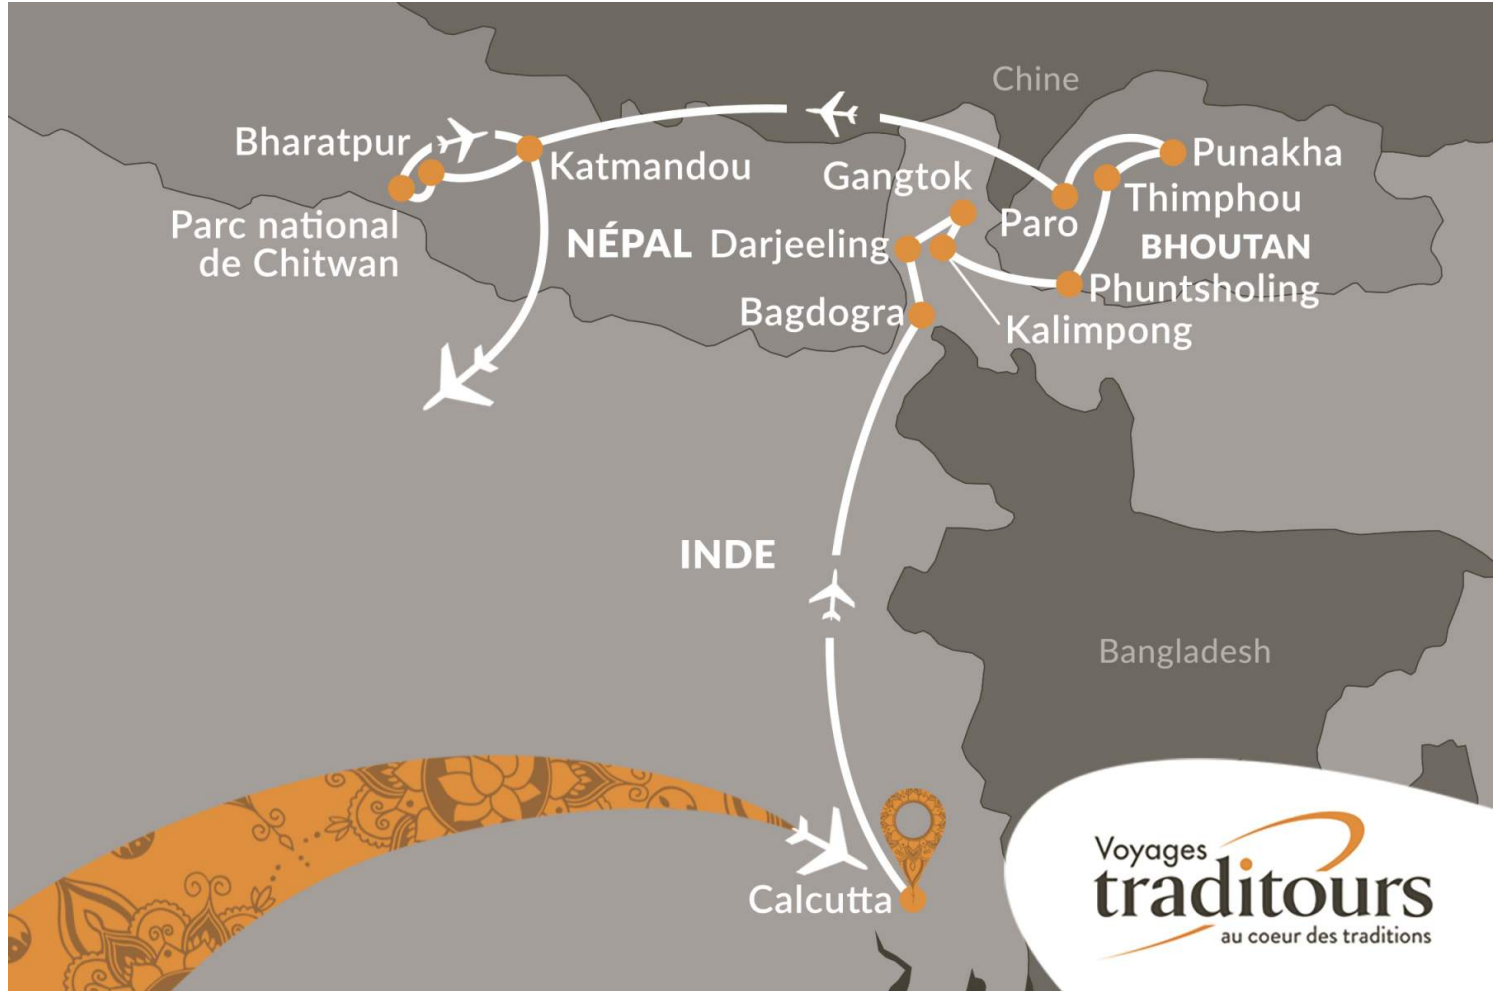 Chine
Bharatpur
Katmandou
Punakha
Gangtok
Thimphou
Parc national
de Chitwan
Paro
NÉPAL
Darjeeling
BHOUTAN
Phuntsholing
Bagdogra
Kalimpong
INDE
Bangladesh
Calcutta
Voyages
traditours
au coeur des traditions